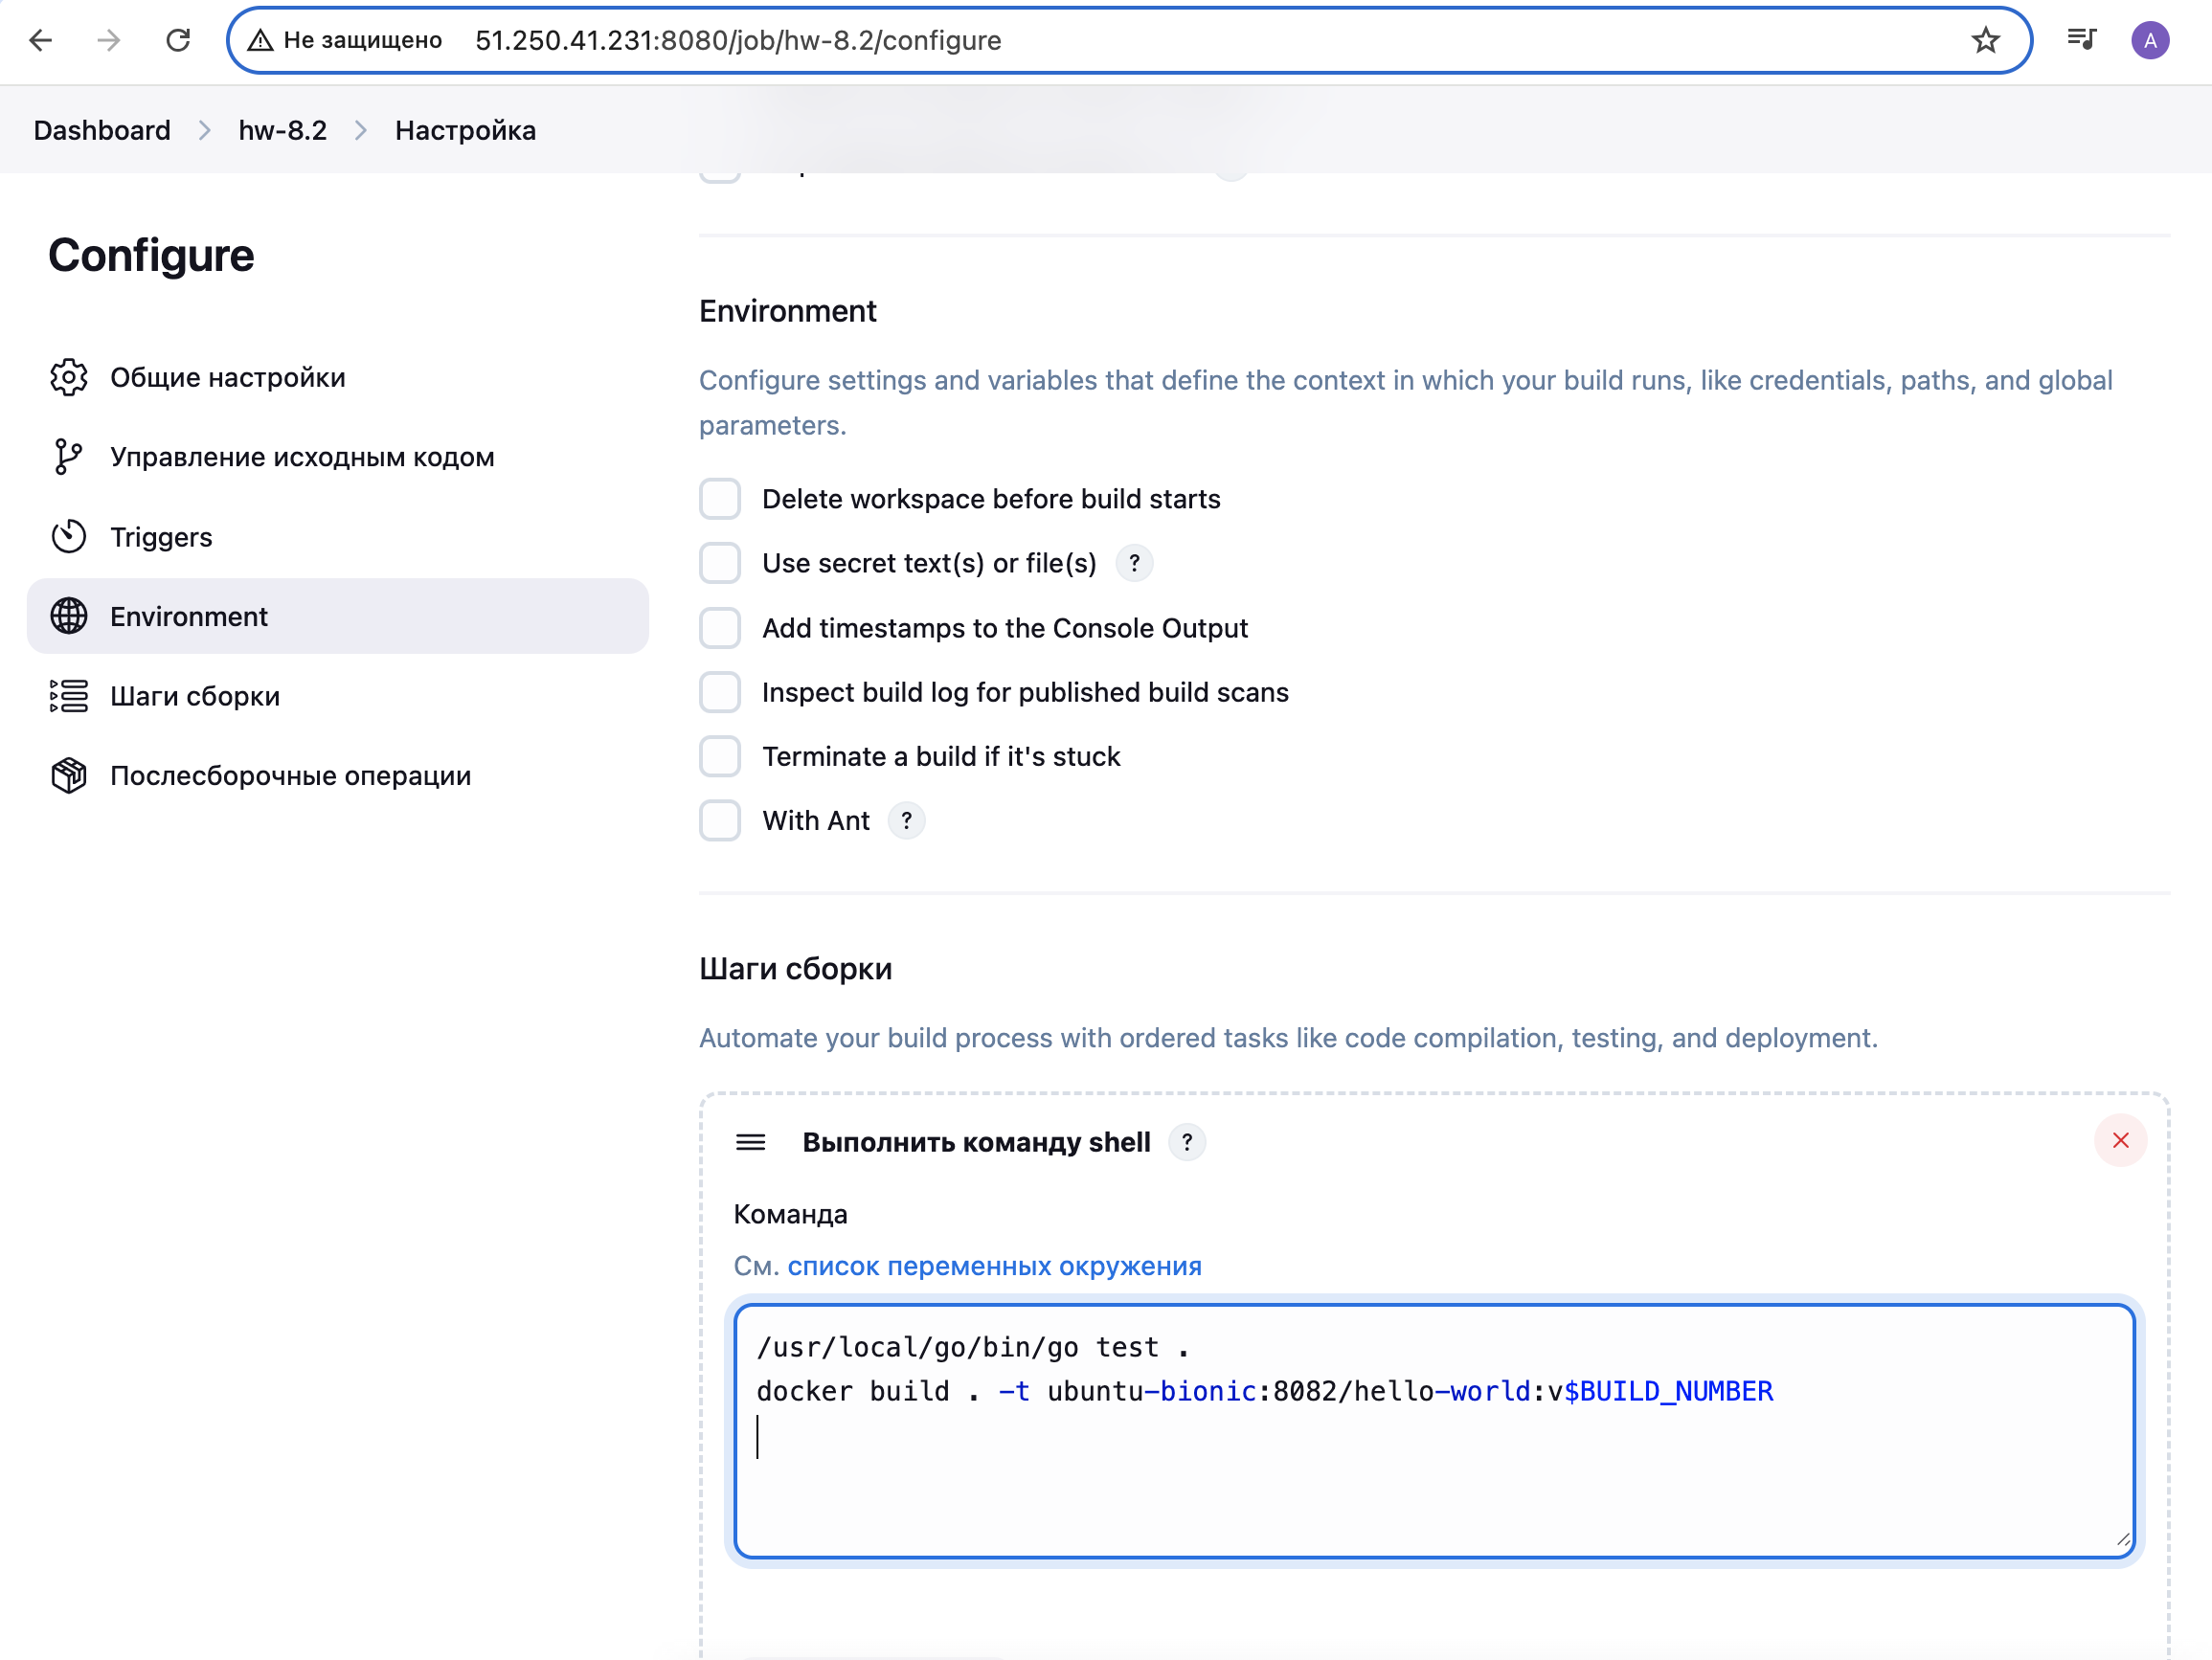 Не защищено 51.250.41.231:8080/job/hw-8.2/configure A
Dashboard > hw-8.2 > Настройка
Configure
Общие настройки
Управление исходным кодом
Triggers
Environment
Шаги сборки
Послесборочные операции
Environment
Configure settings and variables that define the context in which your build runs, like credentials, paths, and global
parameters.
Delete workspace before build starts
Use secret text(s) or file(s) ?
Add timestamps to the Console Output
Inspect build log for published build scans
Terminate a build if it's stuck
With Ant ?
Шаги сборки
Automate your build process with ordered tasks like code compilation, testing, and deployment.
Выполнить команду shell ?
Команда
См. список переменных окружения
/usr/local/go/bin/go test .
docker build . -t ubuntu-bionic:8082/hello-world:v$BUILD_NUMBER